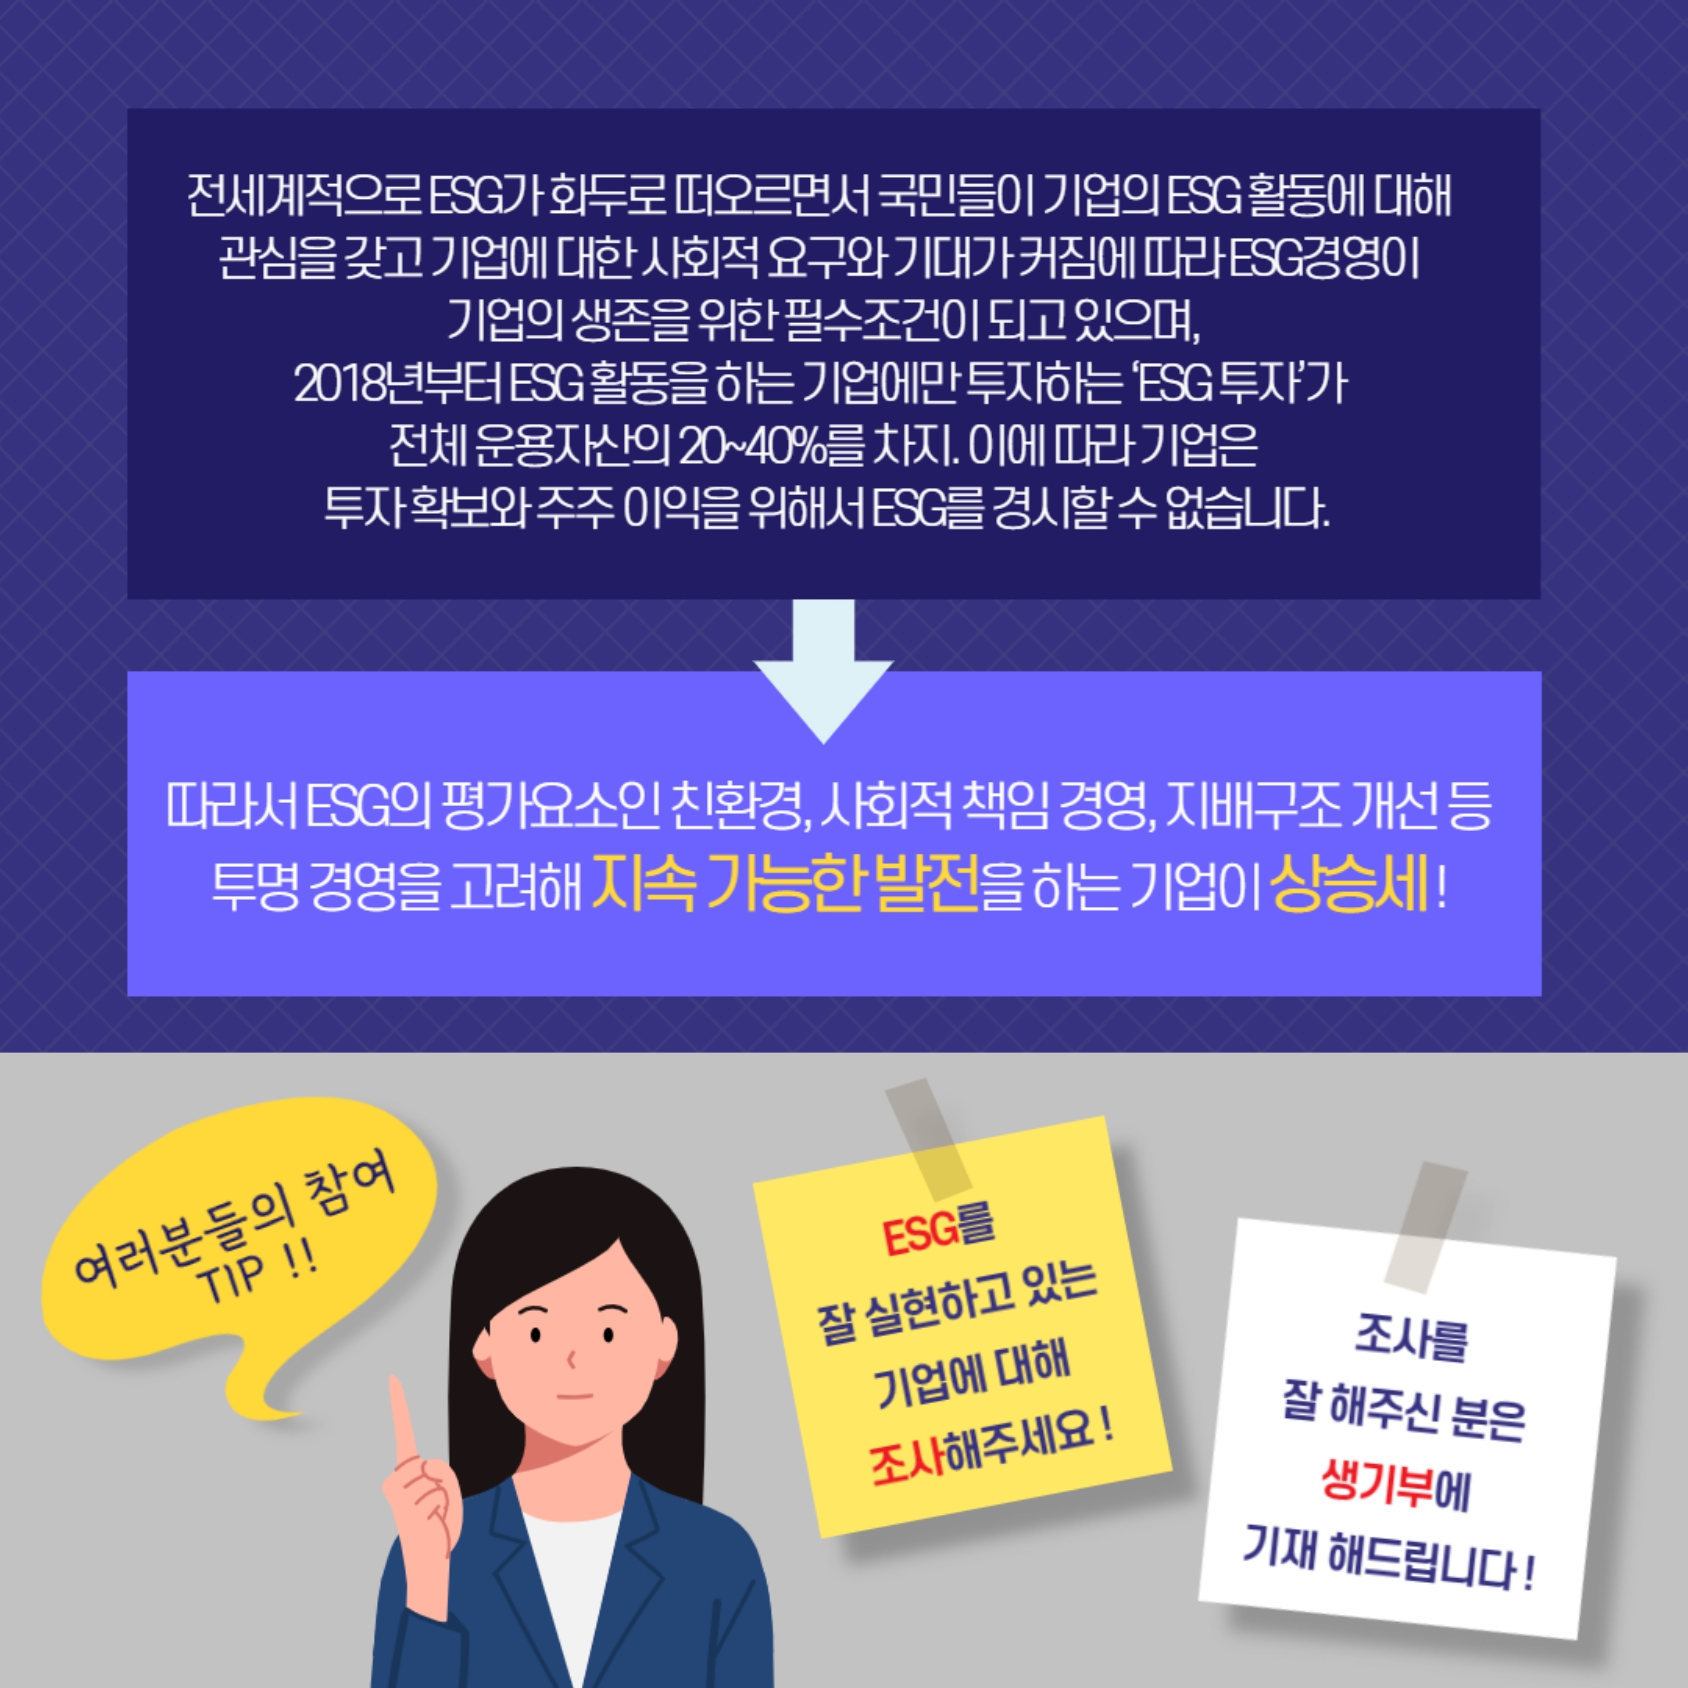 전세계적으로 ESG가 화두로 떠오르면서 국민들이 기업의 ESG 활동에 대해
관심을 갖고 기업에 대한 사회적 요구와 기대가 커짐에 따라 ESG경영이
기업의 생존을 위한 필수조건이 되고 있으며,
2018년부터 ESG 활동을 하는 기업에만 투자하는 ‘ESG 투자’가
전체 운용자산의 20~40%를 차지. 이에 따라 기업은
투자 확보와 주주 이익을 위해서 ESG를 경시할 수 없습니다.
따라서 ESG의 평가요소인 친환경, 사회적 책임 경영, 지배구조 개선 등
투명 경영을 고려해 지속 가능한 발전을 하는 기업이 상승세 !
여러분들의 참여
TIP !!
ESG를
잘 실현하고 있는
기업에 대해
조사해주세요 !
조사를
잘 해주신 분은
생기부에
기재 해드립니다 !